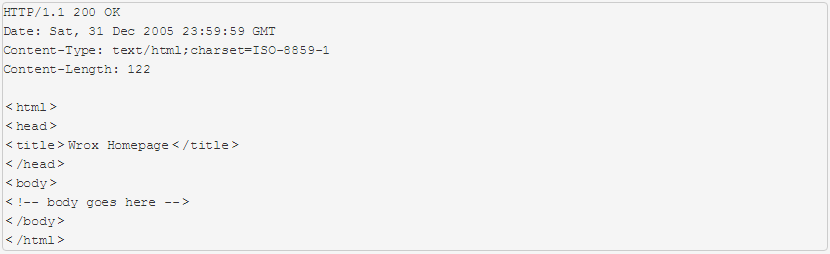 HTTP/1.1 200 OK
Date: Sat, 31 Dec 2005 23:59:59 GMT
Content-Type: text/html;charset=ISO-8859-1
Content-Length: 122

<html>
<head>
<title>Wrox Homepage</title>
</head>
<body>
<!-- body goes here -->
</body>
</html>